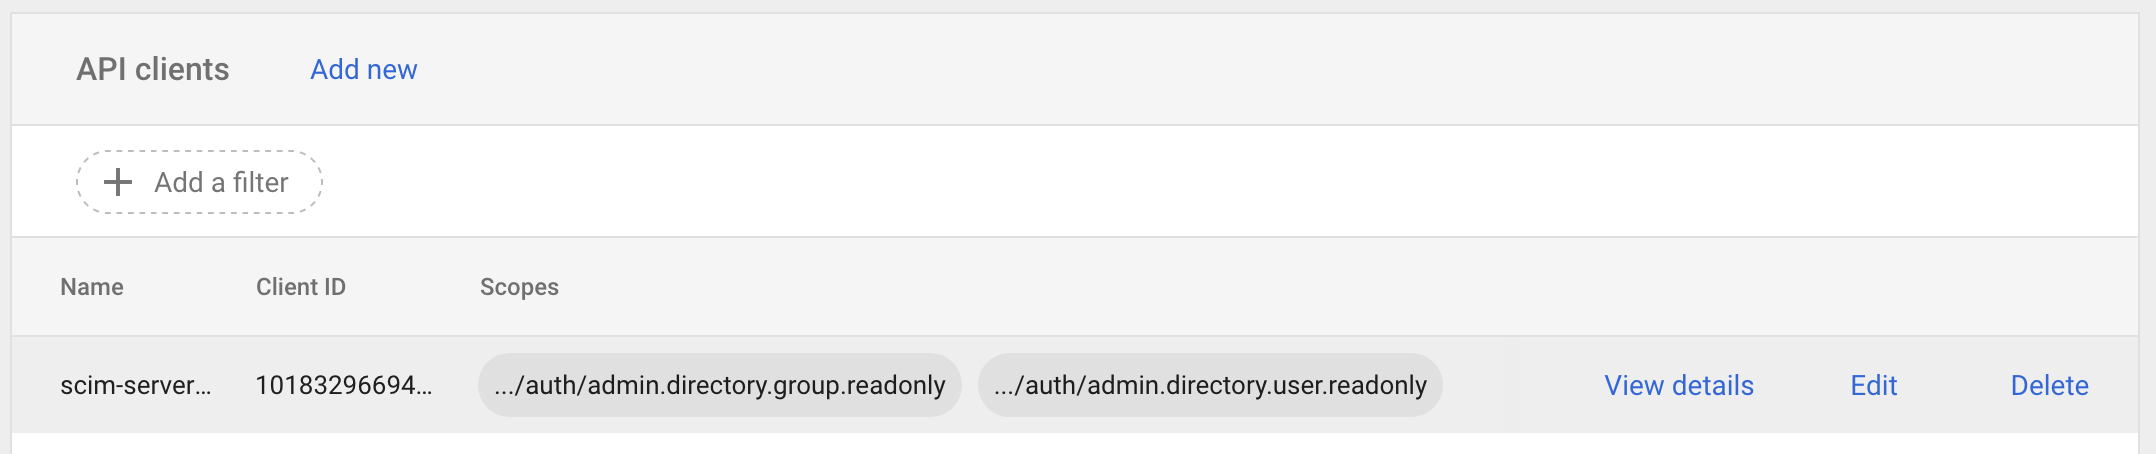 API clients Add new
Add a filter
Name Client ID Scopes
scim-server... 10183296694... .../auth/admin.directory.group.readonly .../auth/admin.directory.user.readonly View details Edit Delete